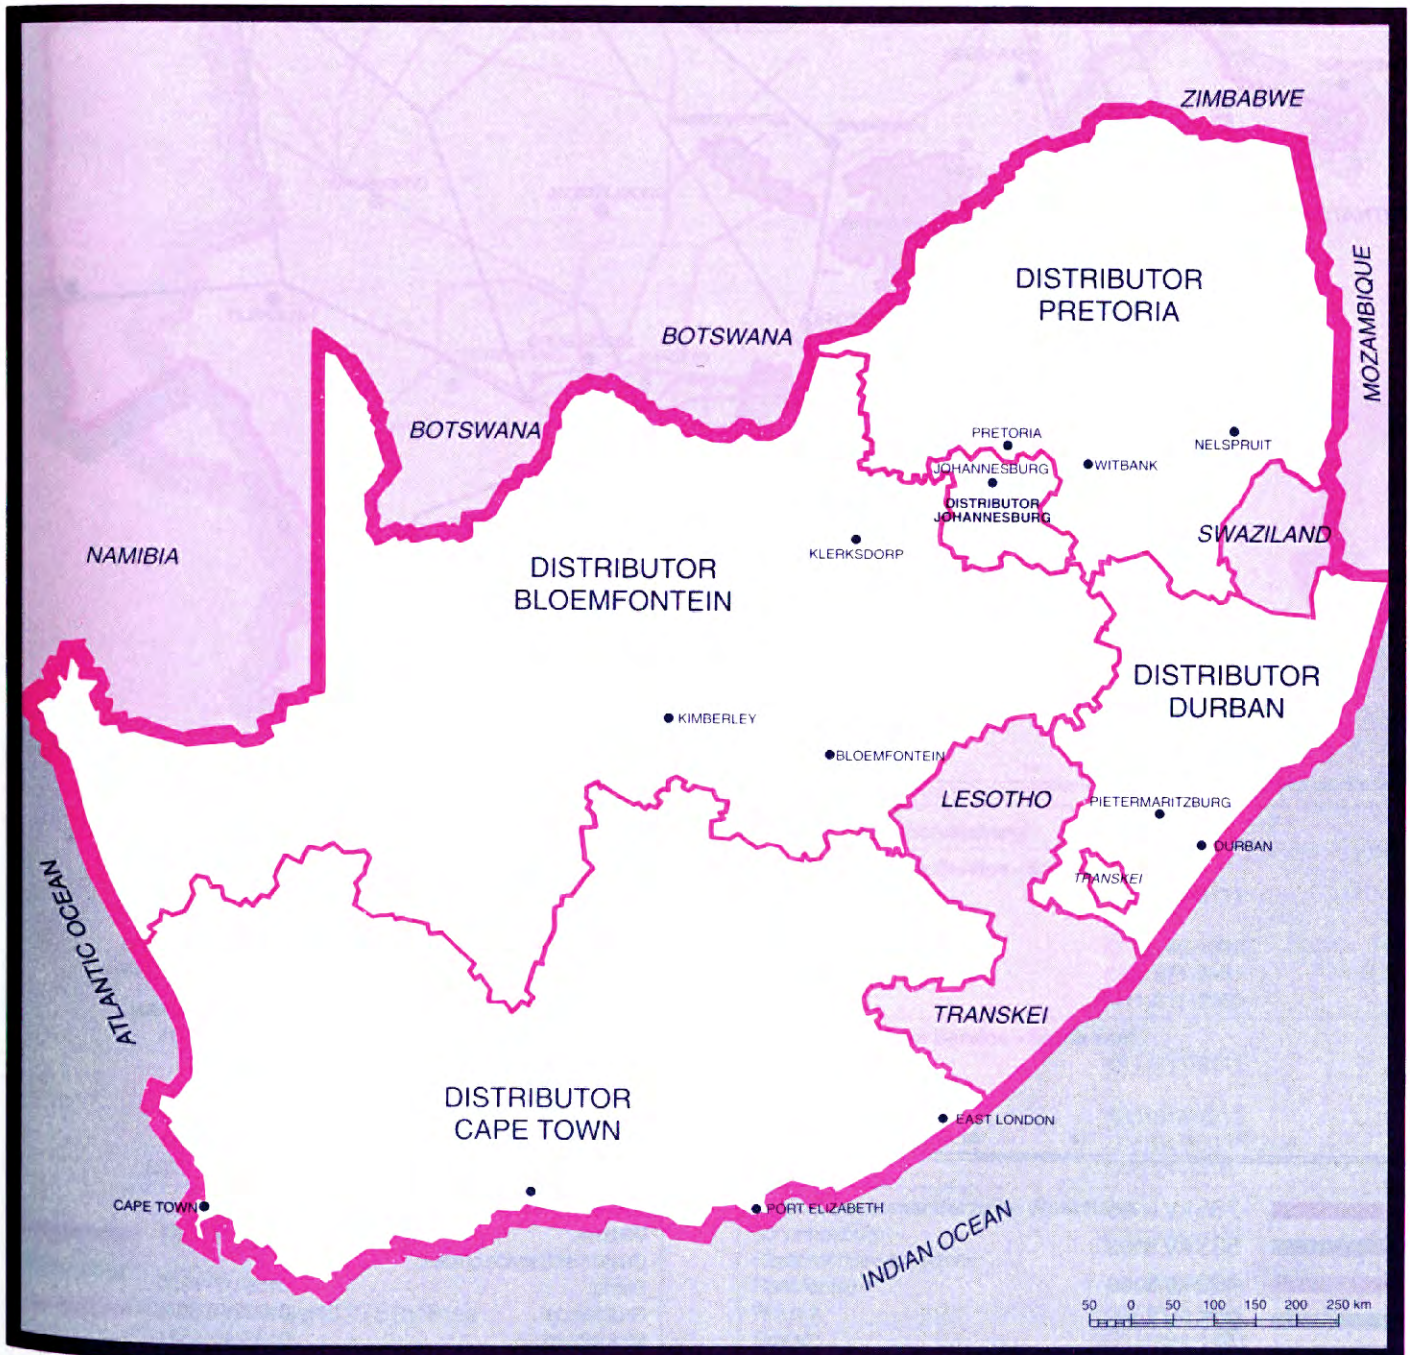 ZIMBABWE
DISTRIBUTOR
PRETORIA
MOZAMBIQUE
BOTSWANA
BOTSWANA
PRETORIA
NELSPRUIT
JOHANNESBURG
WITBANK
DISTRIBUTOR
JOHANNESBURG
SWAZILAND
NAMIBIA
KLERKSDORP
DISTRIBUTOR
BLOEMFONTEIN
DISTRIBUTOR
DURBAN
KIMBERLEY
BLOEMFONTEIN
LESOTHO
PIETERMARITZBURG
DURBAN
TRANSKEI
ATLANTIC OCEAN
TRANSKEI
DISTRIBUTOR
CAPE TOWN
EAST LONDON
CAPE TOWN
PORT ELIZABETH
INDIAN OCEAN
50 0 50 100 150 200 250 km